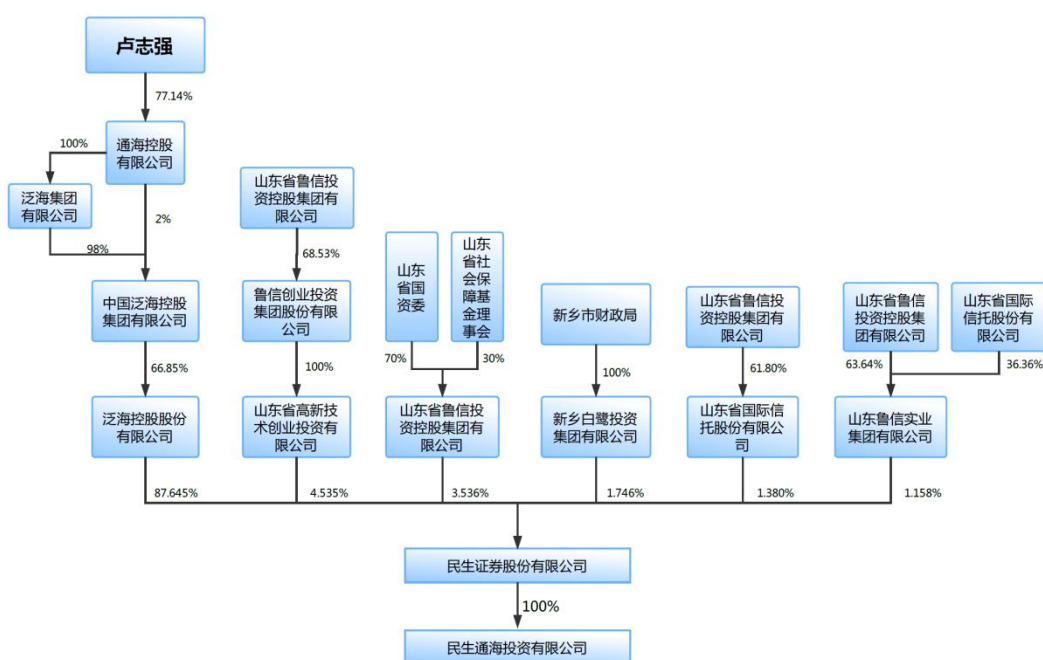 卢志强
77.14%
通海控股
有限公司
100%
泛海集团
有限公司
2%
98%
山东省鲁信投
资控股集团有
限公司
68.53%
中国泛海控股
集团有限公司
鲁信创业投资
集团股份有限
公司
山东省国资委
山东省社会保障基金理事会
新乡市财政局
山东省鲁信投
资控股集团有
限公司
山东省鲁信
投资控股集
团有限公司
山东省国际
信托股份有
限公司
66.85%
100%
70%
30%
100%
61.80%
63.64%
36.36%
泛海控股股份
有限公司
山东省高新技
术创业投资有
限公司
山东省鲁信投
资控股集团有
限公司
新乡白鹭投资
集团有限公司
山东省国际信
托股份有限公
司
山东鲁信实业
集团有限公司
87.645%
4.535%
3.536%
1.746%
1.380%
1.158%
民生证券股份有限公司
100%
民生通海投资有限公司